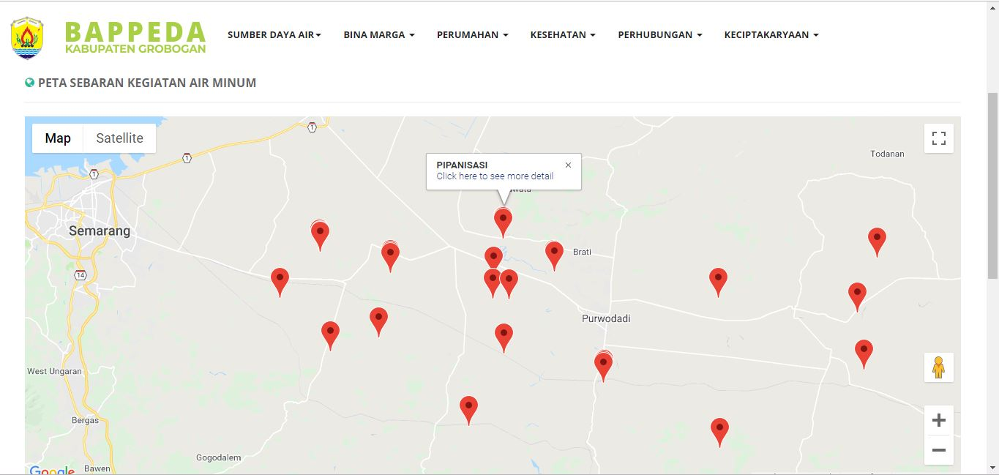 BAPPEDA
KABUPATEN GROBOGAN
SUMBER DAYA AIR
BINA MARGA
PERUMAHAN
KESEHATAN
PERHUBUNGAN
KECIPTAKARYAAN
PETA SEBARAN KEGIATAN AIR MINUM
Map
Satellite
1
1
1
Todanan
PIPANISASI
Click here to see more detail
Semarang
Brati
14
Purwodadi
West Ungaran
Bergas
Gogodalem
Bawen
Google